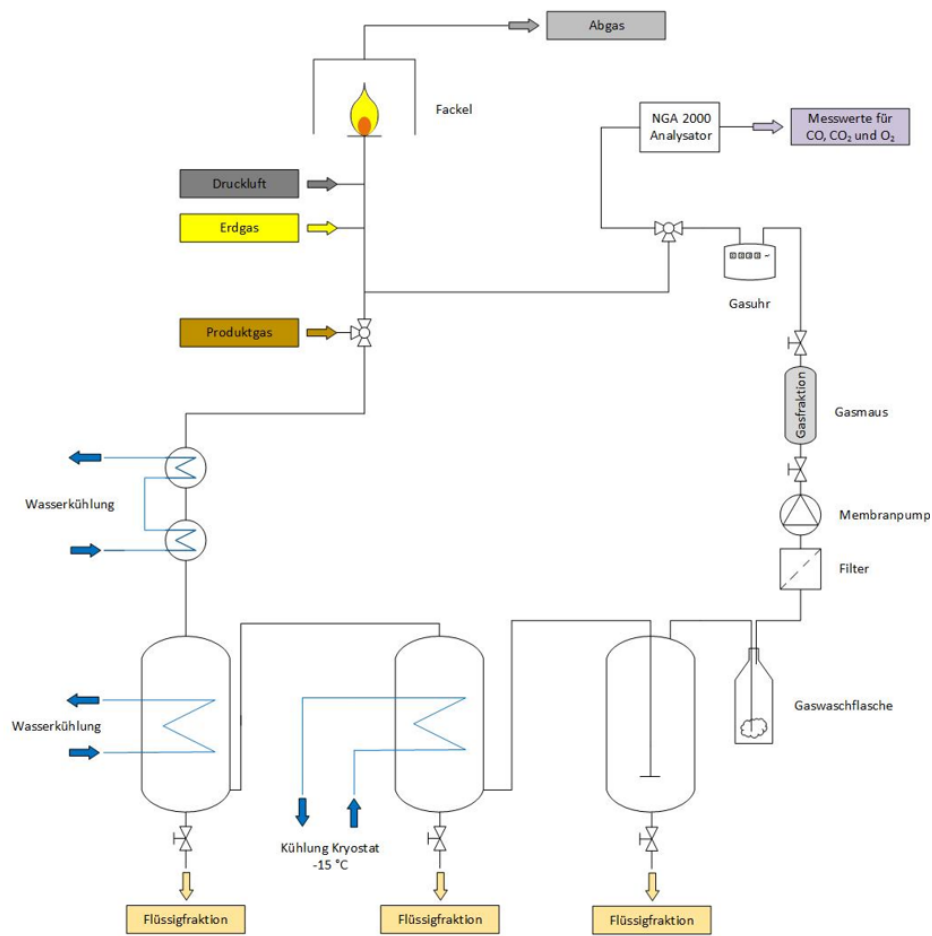 Abgas
Fackel
NGA 2000
Analysator
Messwerte für
CO, CO₂ und O₂
Druckluft
Erdgas
Gasuhr
Produktgas
Gasfraktion
Gasmaus
Wasserkühlung
Membranpump
Filter
Wasserkühlung
Gaswaschflasche
Kühlung Kryostat
-15 °C
Flüssigfraktion
Flüssigfraktion
Flüssigfraktion